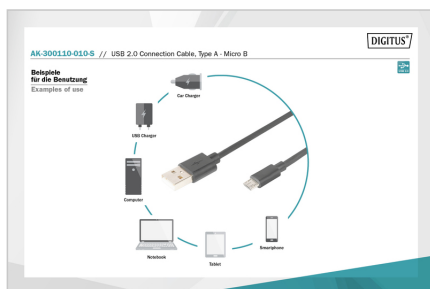 DIGITUS®
AK-300110-010-S // USB 2.0 Connection Cable, Type A - Micro B
Beispiele
für die Benutzung
Examples of use
Car Charger
USB Charger
Computer
Notebook
Tablet
Smartphone